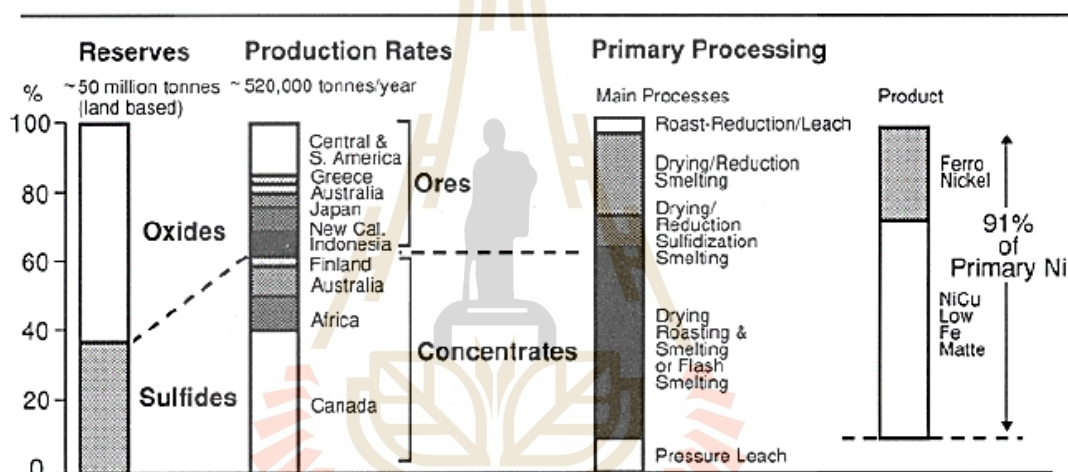 Reserves
~50 million tonnes
(land based)
%
100
80
60
40
20
0
Oxides
Sulfides
Production Rates
~520,000 tonnes/year
Central &
S. America
Greece
Australia
Japan
New Cal.
Indonesia
Finland
Australia
Africa
Canada
Ores
Concentrates
Primary Processing
Main Processes
Roast-Reduction/Leach
Drying/Reduction
Smelting
Drying/
Reduction
Sulfidization
Smelting
Drying
Roasting &
Smelting
or Flash
Smelting
Pressure Leach
Product
Ferro
Nickel
NiCu
Low
Fe
Matte
91%
of
Primary Ni